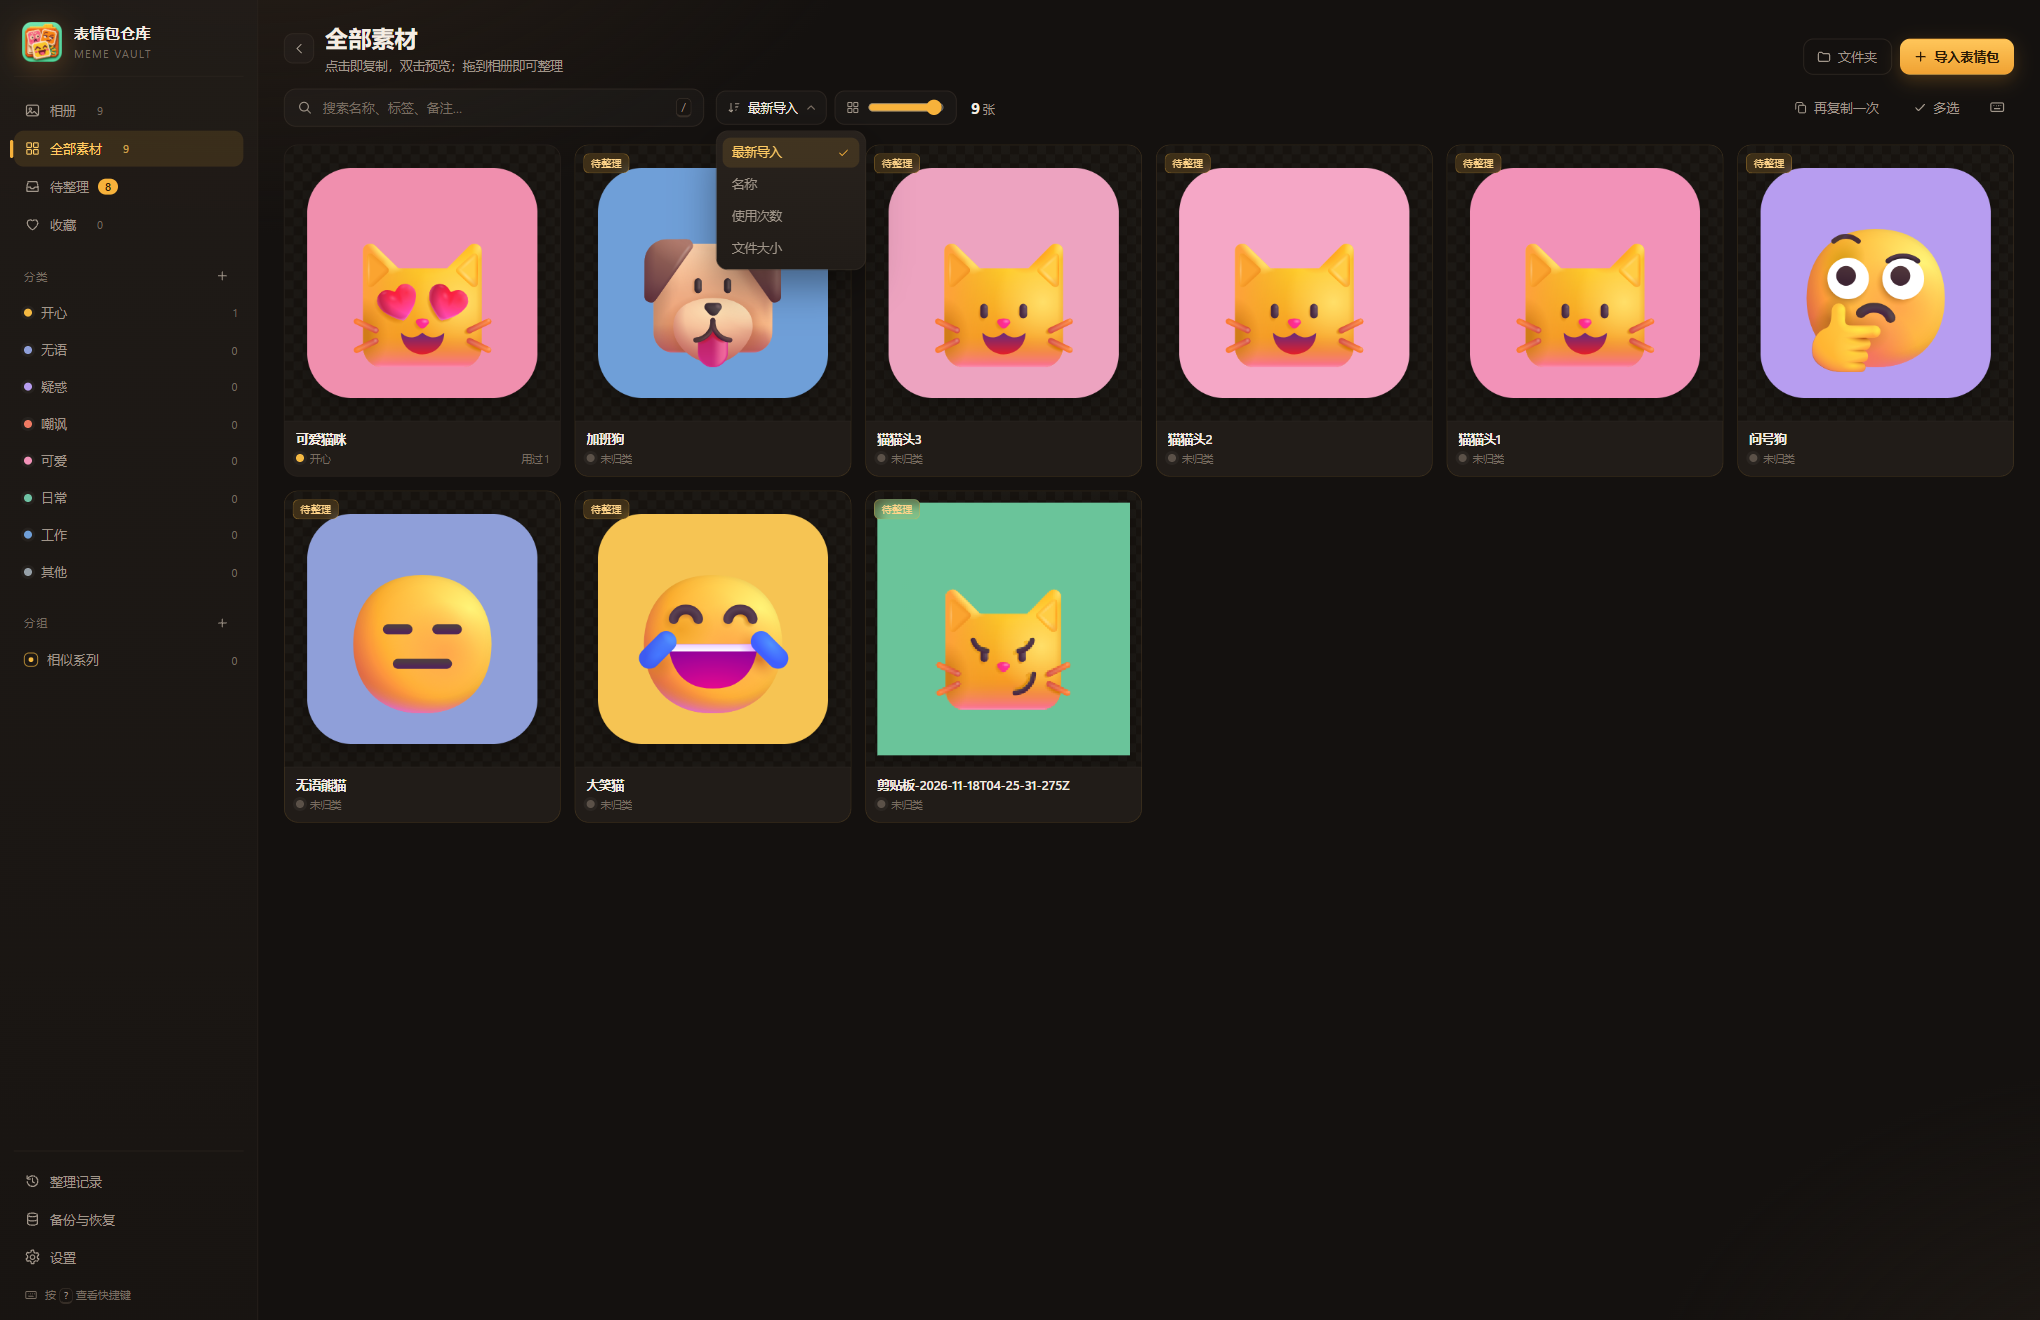 表情包仓库
MEME VAULT
相册 9
全部素材 9
待整理 8
收藏 0
分类
开心 1
无语 0
疑惑 0
嘲讽 0
可爱 0
日常 0
工作 0
其他 0
分组
相似系列 0
整理记录
备份与恢复
设置
按 ? 查看快捷键
全部素材
点击即复制，双击预览；拖到相册即可整理
文件夹
导入表情包
搜索名称、标签、备注... /
最新导入
9 张
再复制一次
多选
最新导入
名称
使用次数
文件大小
可爱猫咪
开心 用过 1
待整理
加班狗
未归类
待整理
猫猫头3
未归类
待整理
猫猫头2
未归类
待整理
猫猫头1
未归类
待整理
问号狗
未归类
待整理
无语熊猫
未归类
待整理
大笑猫
未归类
待整理
剪贴板-2026-11-18T04-25-31-275Z
未归类